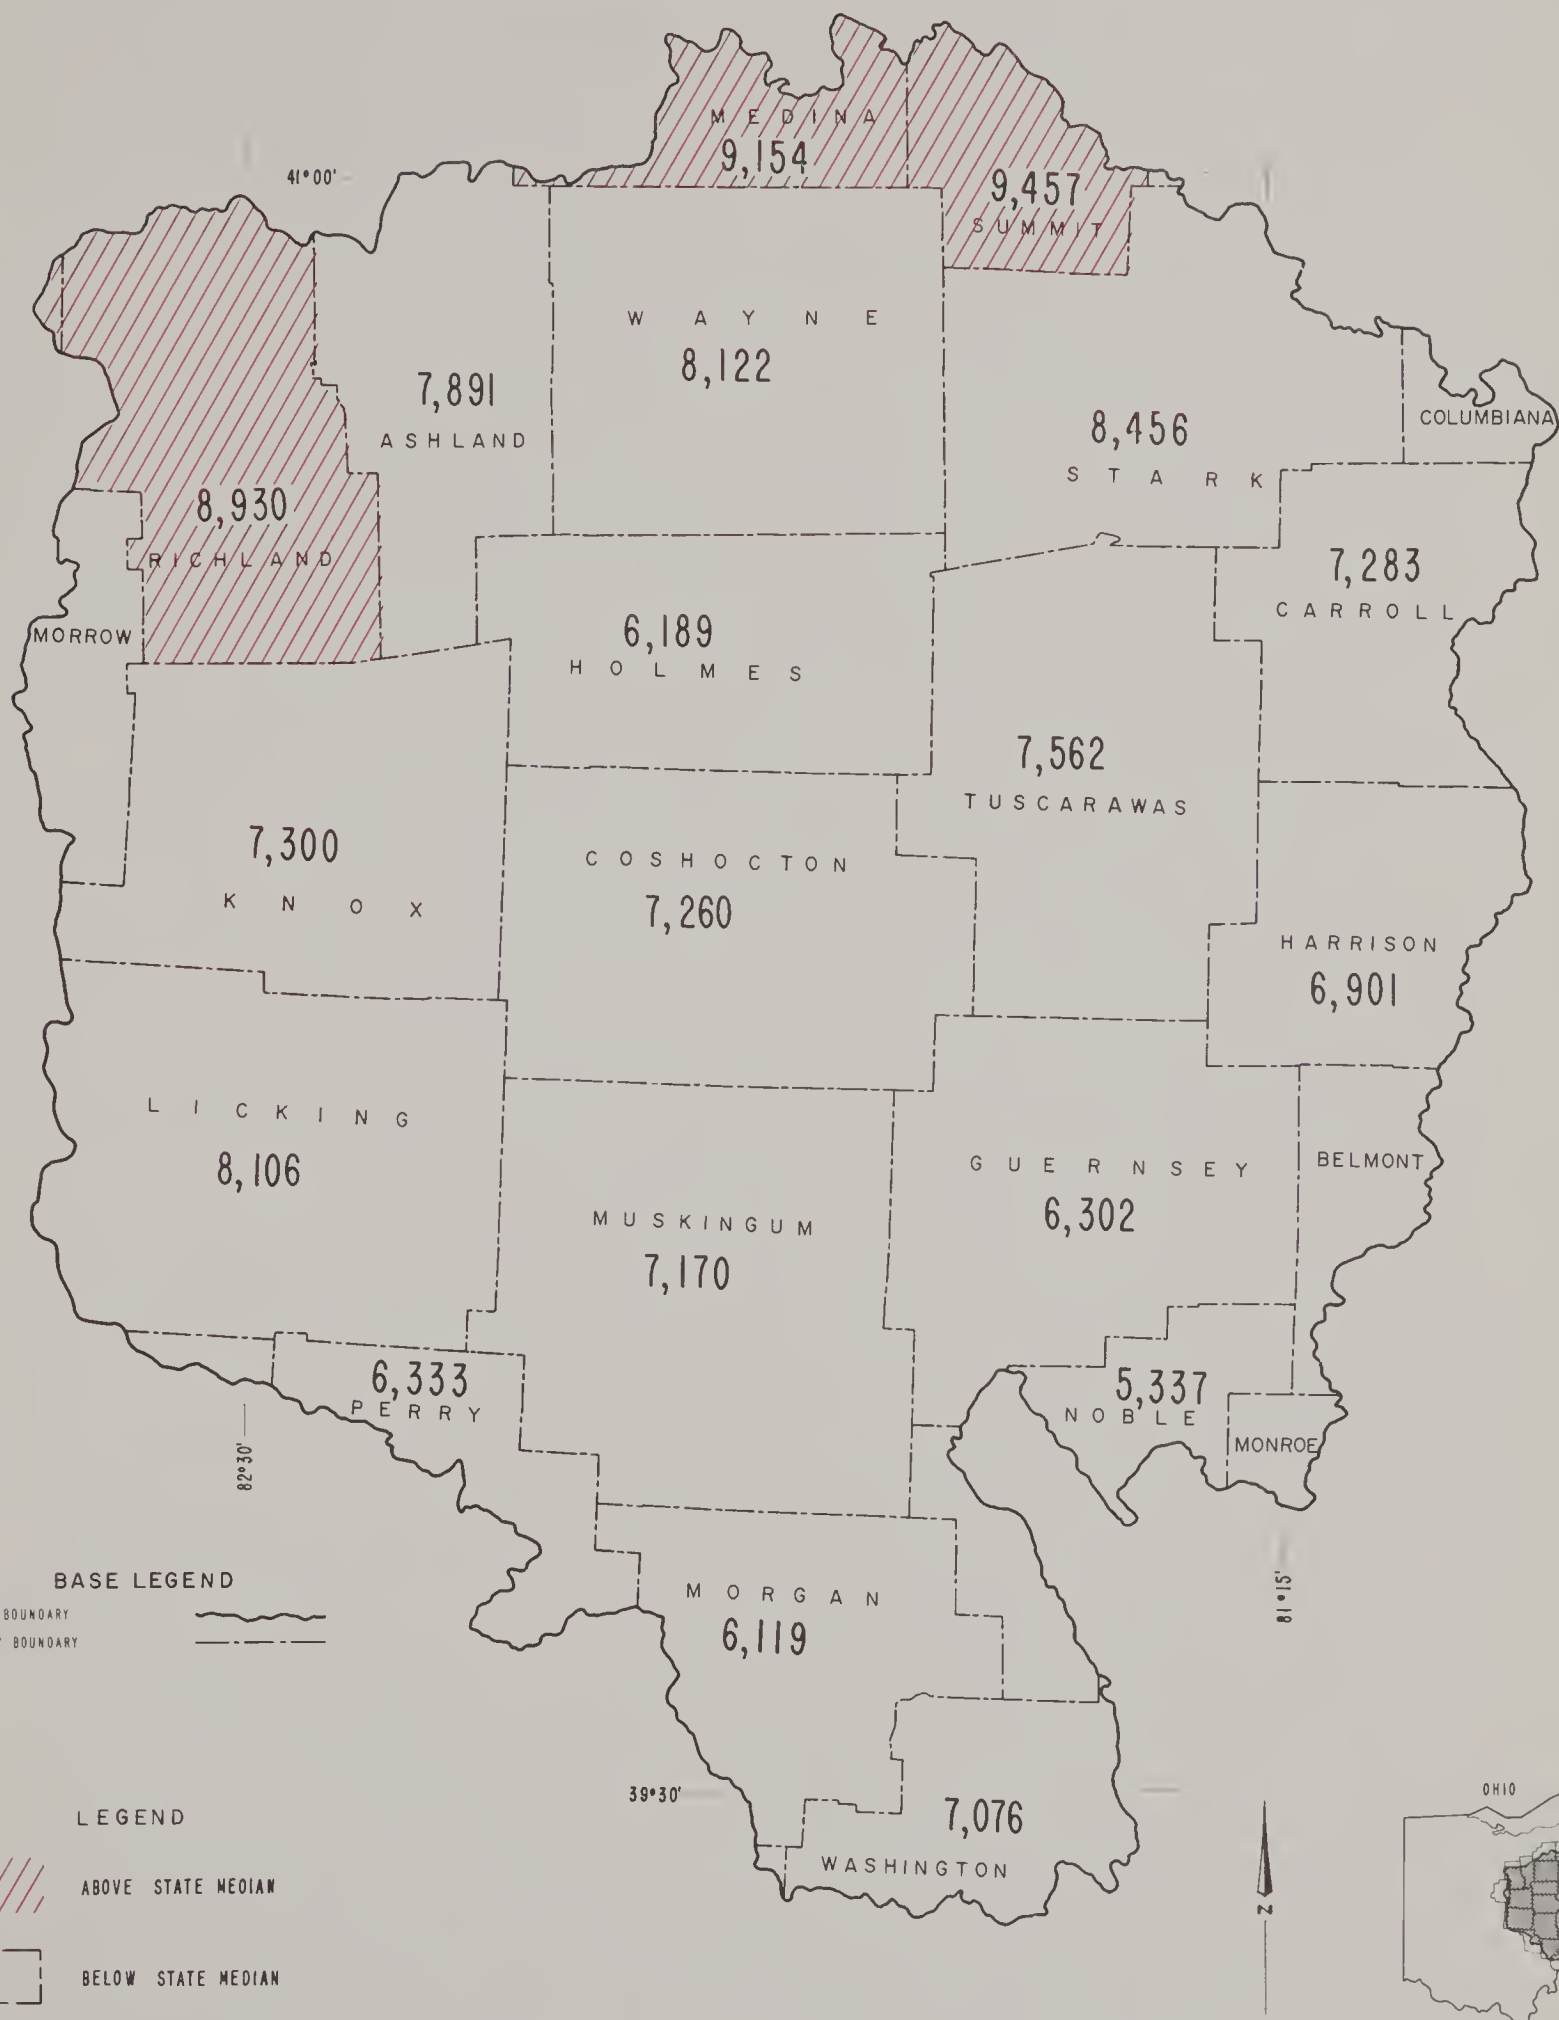 MEDINA
9,154
41°00'
9,457
SUMMIT
WAYNE
8,122
7,891
ASHLAND
8,456
STARK
COLUMBIANA
8,930
RICHLAND
7,283
CARROLL
MORROW
6,189
HOLMES
7,562
TUSCARAWAS
7,300
KNOX
COSHOCTON
7,260
HARRISON
6,901
LICKING
8,106
GUERNSEY
6,302
BELMONT
MUSKINGUM
7,170
6,333
PERRY
5,337
NOBLE
MONROE
82°30'
81°15'
BASE LEGEND
BOUNDARY
BOUNDARY
MORGAN
6,119
39°30'
7,076
WASHINGTON
OHIO
LEGEND
ABOVE STATE MEDIAN
BELOW STATE MEDIAN
Z